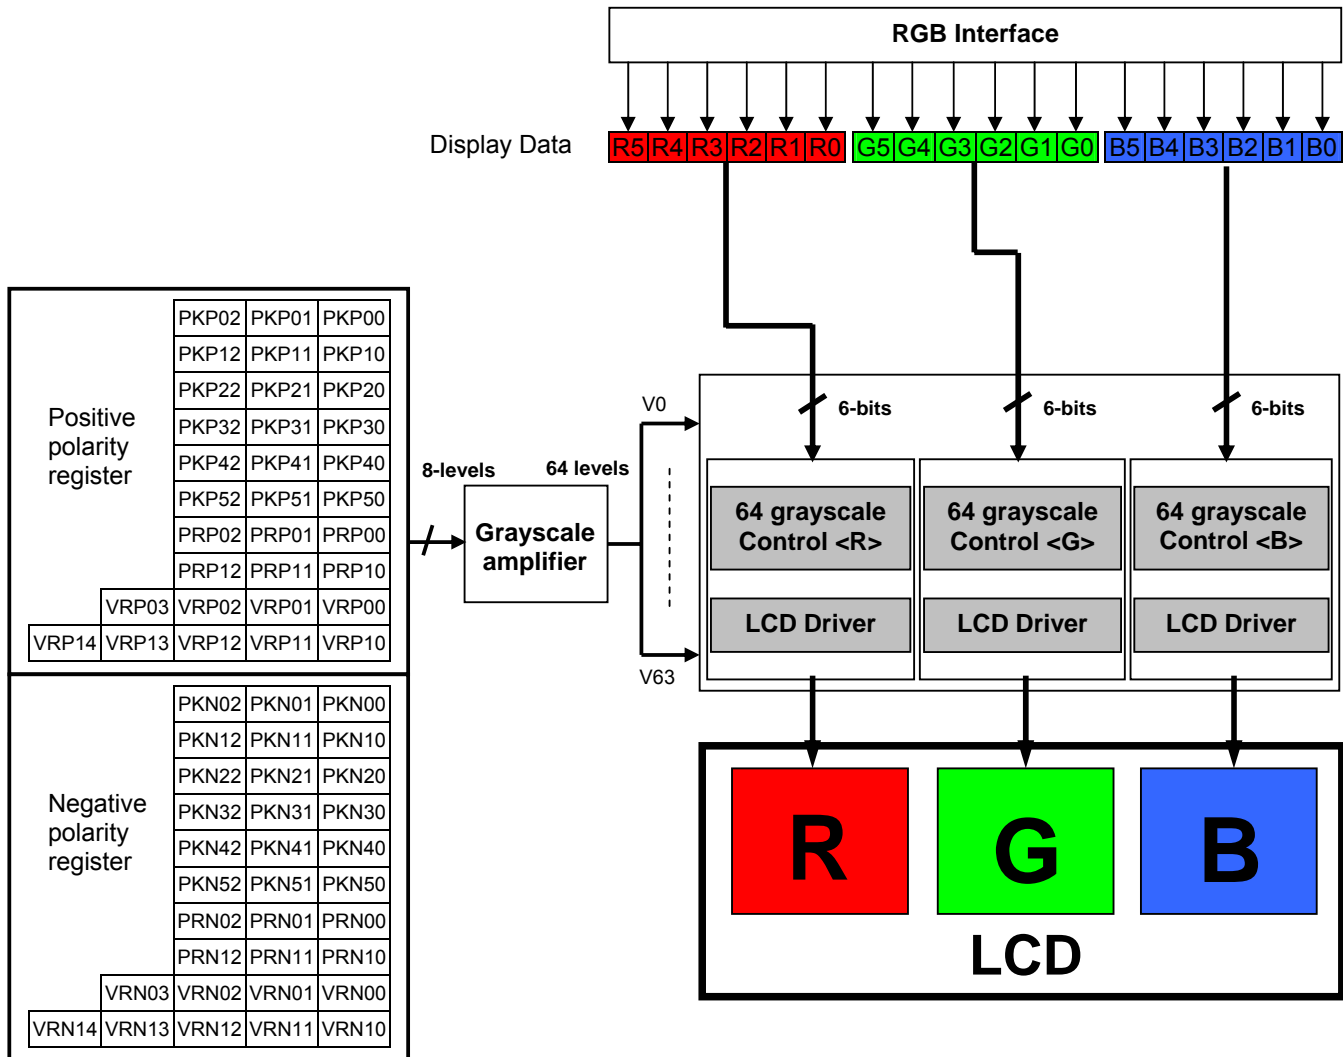 RGB Interface
Display Data
R5 R4 R3 R2 R1 R0 G5 G4 G3 G2 G1 G0 B5 B4 B3 B2 B1 B0
Positive
polarity
register
PKP02 PKP01 PKP00
PKP12 PKP11 PKP10
PKP22 PKP21 PKP20
PKP32 PKP31 PKP30
PKP42 PKP41 PKP40
PKP52 PKP51 PKP50
PRP02 PRP01 PRP00
PRP12 PRP11 PRP10
VRP03 VRP02 VRP01 VRP00
VRP14 VRP13 VRP12 VRP11 VRP10
Negative
polarity
register
PKN02 PKN01 PKN00
PKN12 PKN11 PKN10
PKN22 PKN21 PKN20
PKN32 PKN31 PKN30
PKN42 PKN41 PKN40
PKN52 PKN51 PKN50
PRN02 PRN01 PRN00
PRN12 PRN11 PRN10
VRN03 VRN02 VRN01 VRN00
VRN14 VRN13 VRN12 VRN11 VRN10
8-levels
Grayscale
amplifier
64 levels
V0
V63
6-bits
6-bits
6-bits
64 grayscale
Control <R>
LCD Driver
64 grayscale
Control <G>
LCD Driver
64 grayscale
Control <B>
LCD Driver
R
G
B
LCD